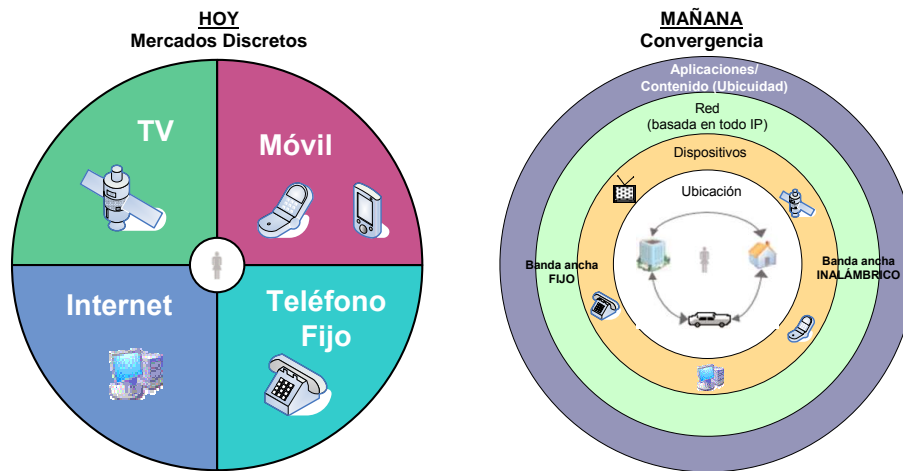 HOY
Mercados Discretos
TV
Móvil
Internet
Teléfono
Fijo
MAÑANA
Convergencia
Aplicaciones/
Contenido (Ubicuidad)
Red
(basada en todo IP)
Dispositivos
Ubicación
Banda ancha
FIJO
Banda ancha
INALÁMBRICO